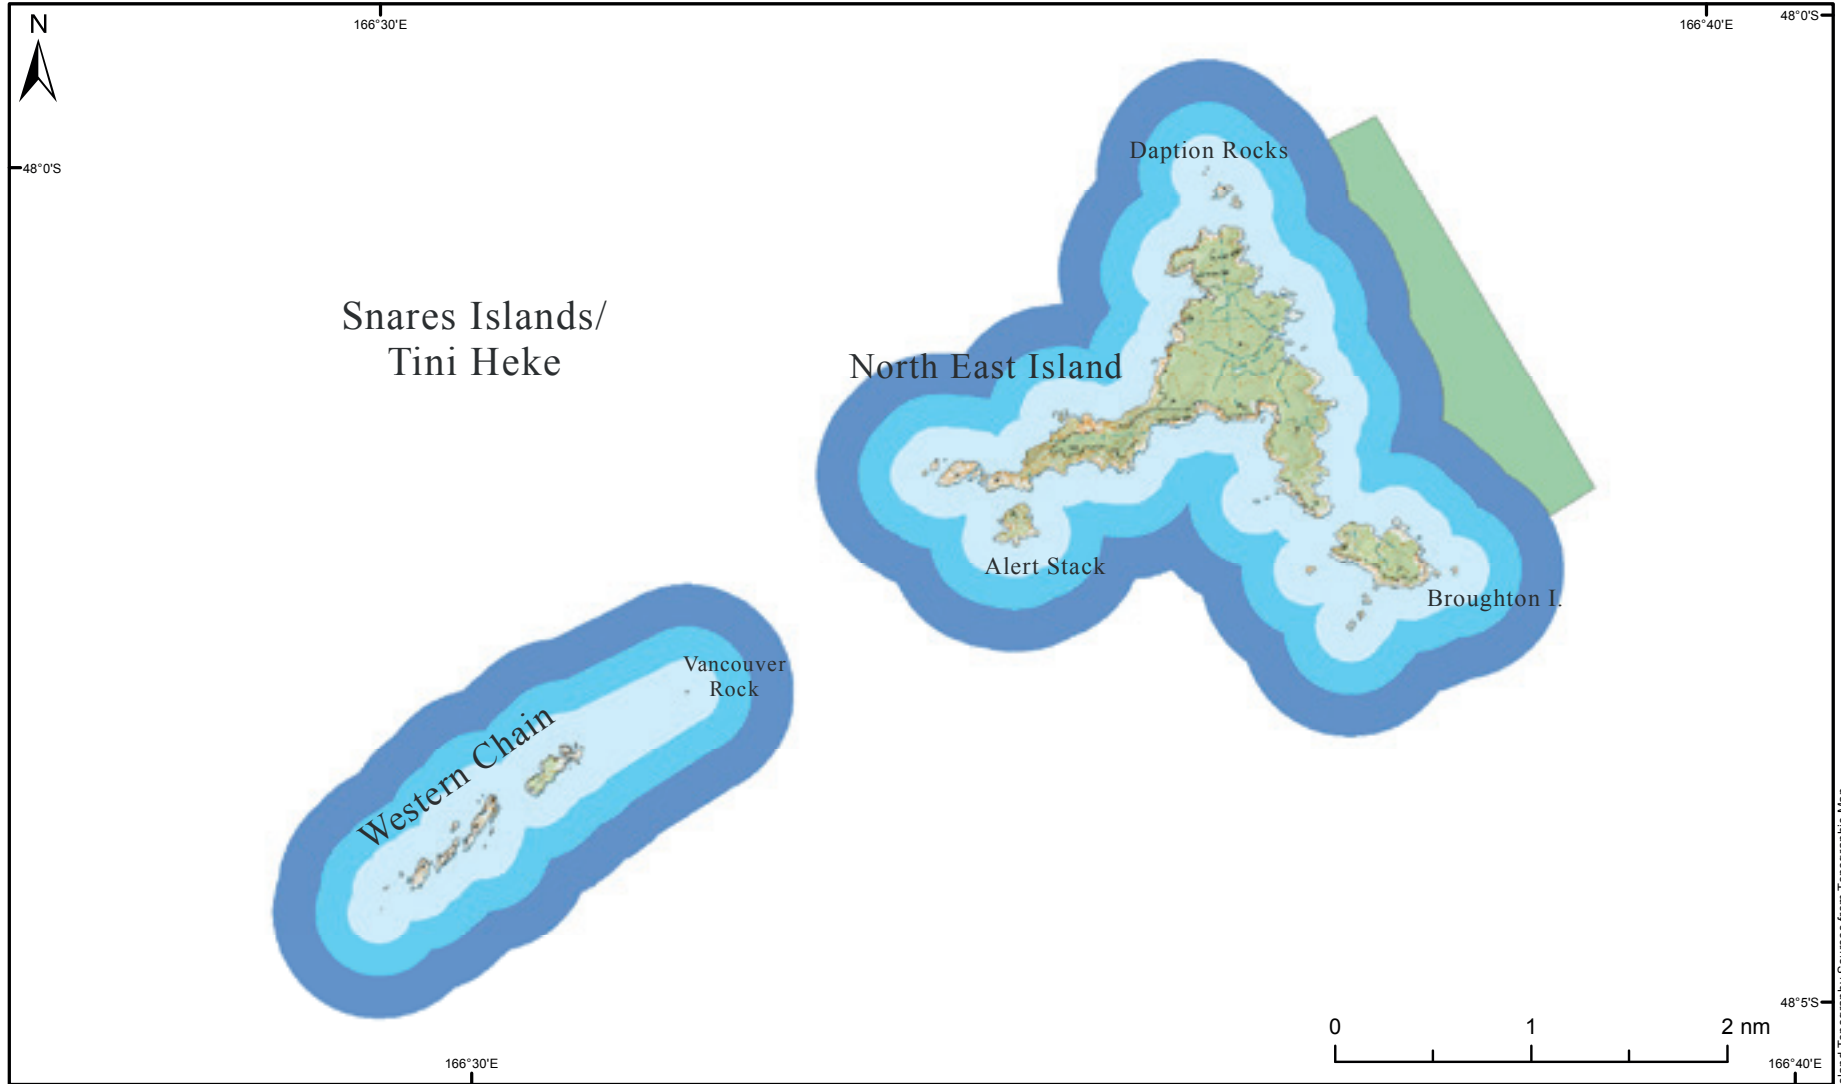 N
166°30'E
166°40'E
48°0'S
48°0'S
Daption Rocks
Snares Islands/
Tini Heke
North East Island
Alert Stack
Broughton I.
Vancouver
Rock
Western Chain
48°5'S
0 1 2 nm
166°30'E
166°40'E